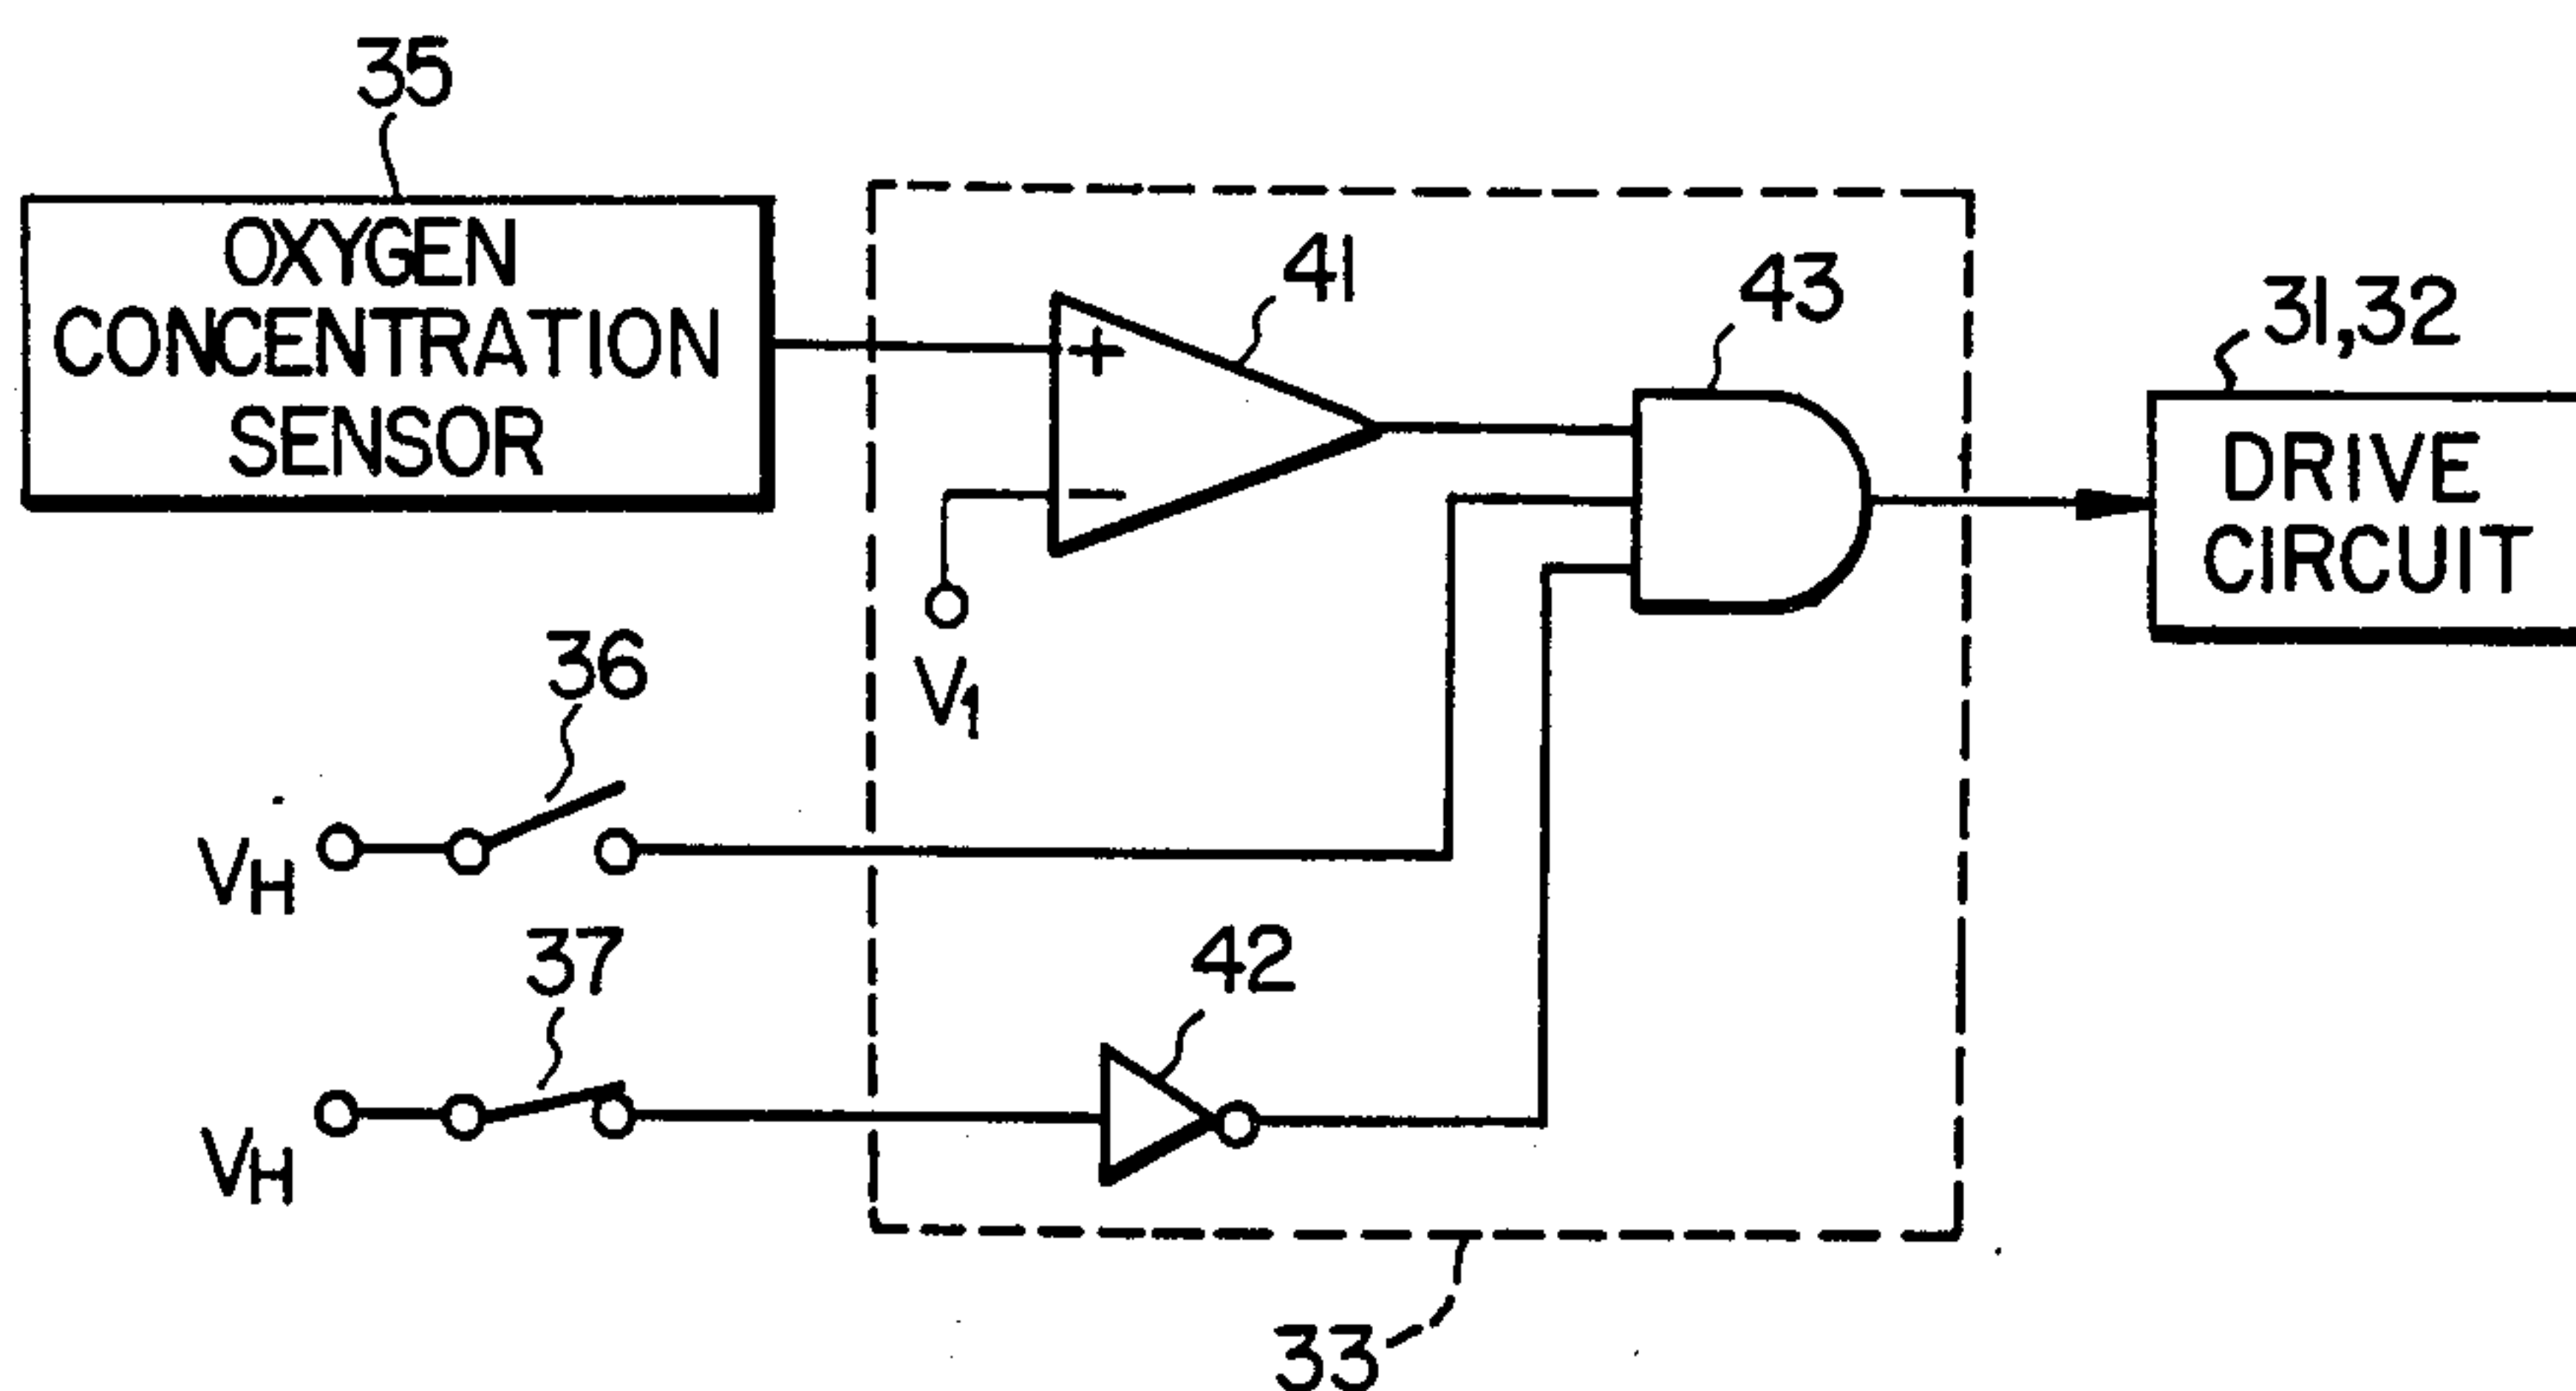 35
OXYGEN
CONCENTRATION
SENSOR
41
+
−
V1
43
31,32
DRIVE
CIRCUIT
36
VH
37
VH
42
33